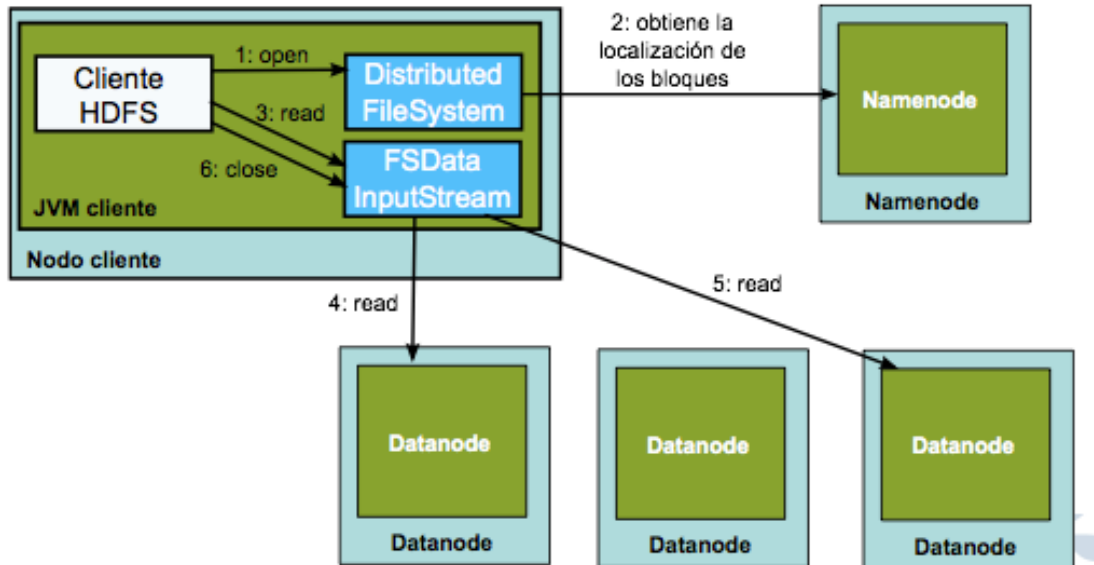 Cliente
HDFS
1: open
3: read
6: close
Distributed
FileSystem
FSData
InputStream
JVM cliente
Nodo cliente
2: obtiene la
localización de
los bloques
Namenode
Namenode
4: read
5: read
Datanode
Datanode
Datanode
Datanode
Datanode
Datanode